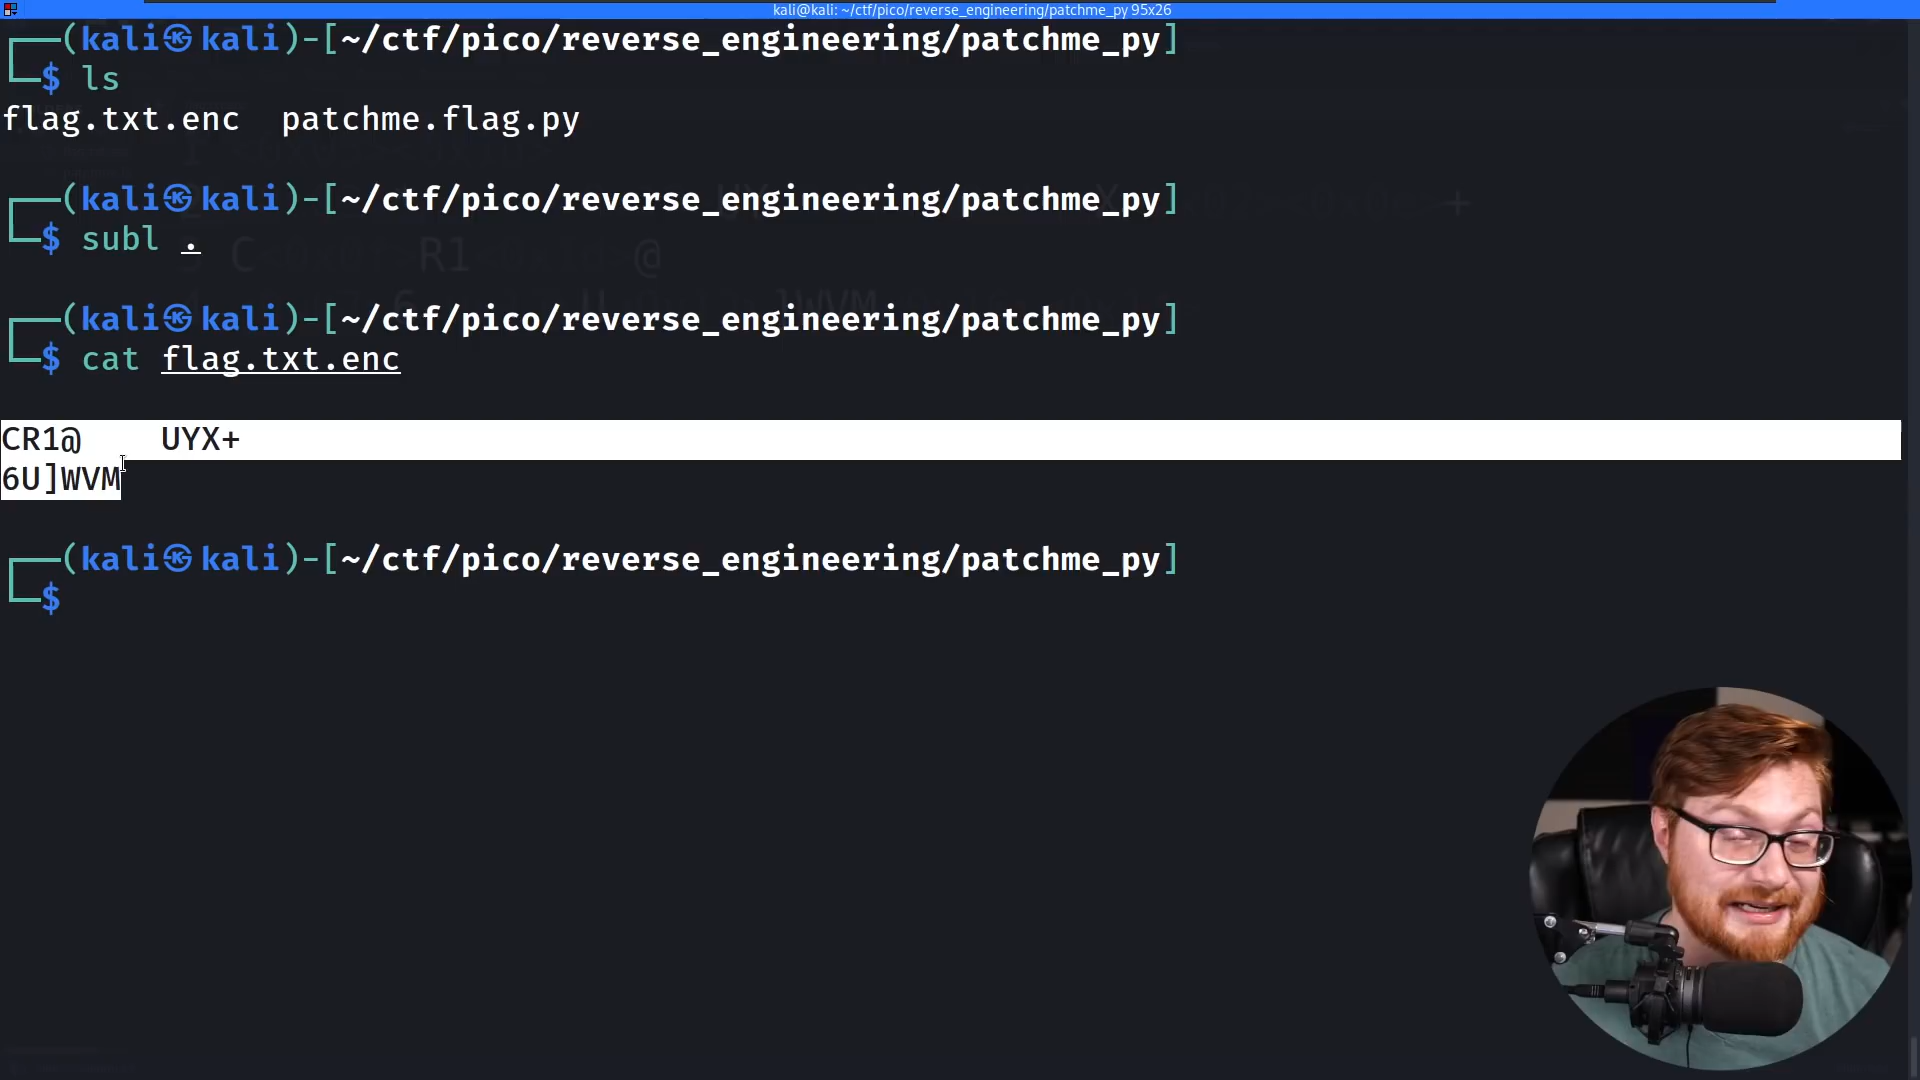 kali@kali: ~/ctf/pico/reverse_engineering/patchme_py 95x26
┌──(kali㉿kali)-[~/ctf/pico/reverse_engineering/patchme_py]
└─$ ls
flag.txt.enc  patchme.flag.py
┌──(kali㉿kali)-[~/ctf/pico/reverse_engineering/patchme_py]
└─$ subl .
┌──(kali㉿kali)-[~/ctf/pico/reverse_engineering/patchme_py]
└─$ cat flag.txt.enc
CR1@    UYX+
6U]WVM
┌──(kali㉿kali)-[~/ctf/pico/reverse_engineering/patchme_py]
└─$